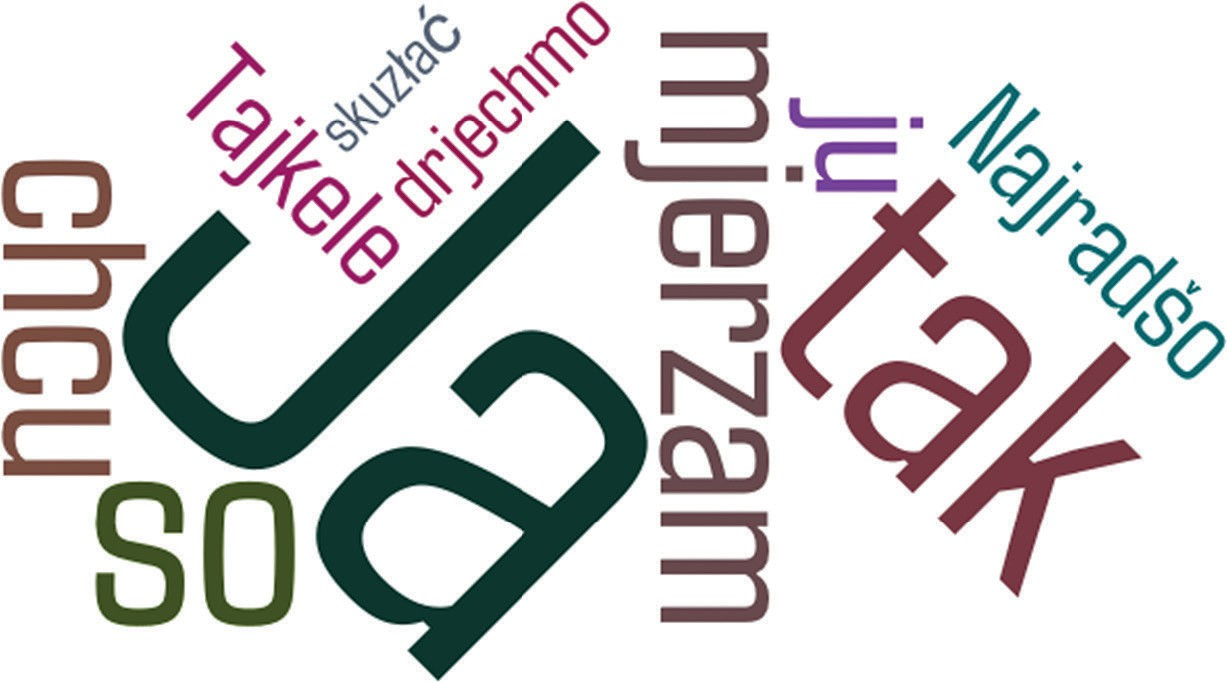 Tajkele
skuzłać
drjechmo
chcu
Ja
so
mjerzam
ju
tak
Najradšo